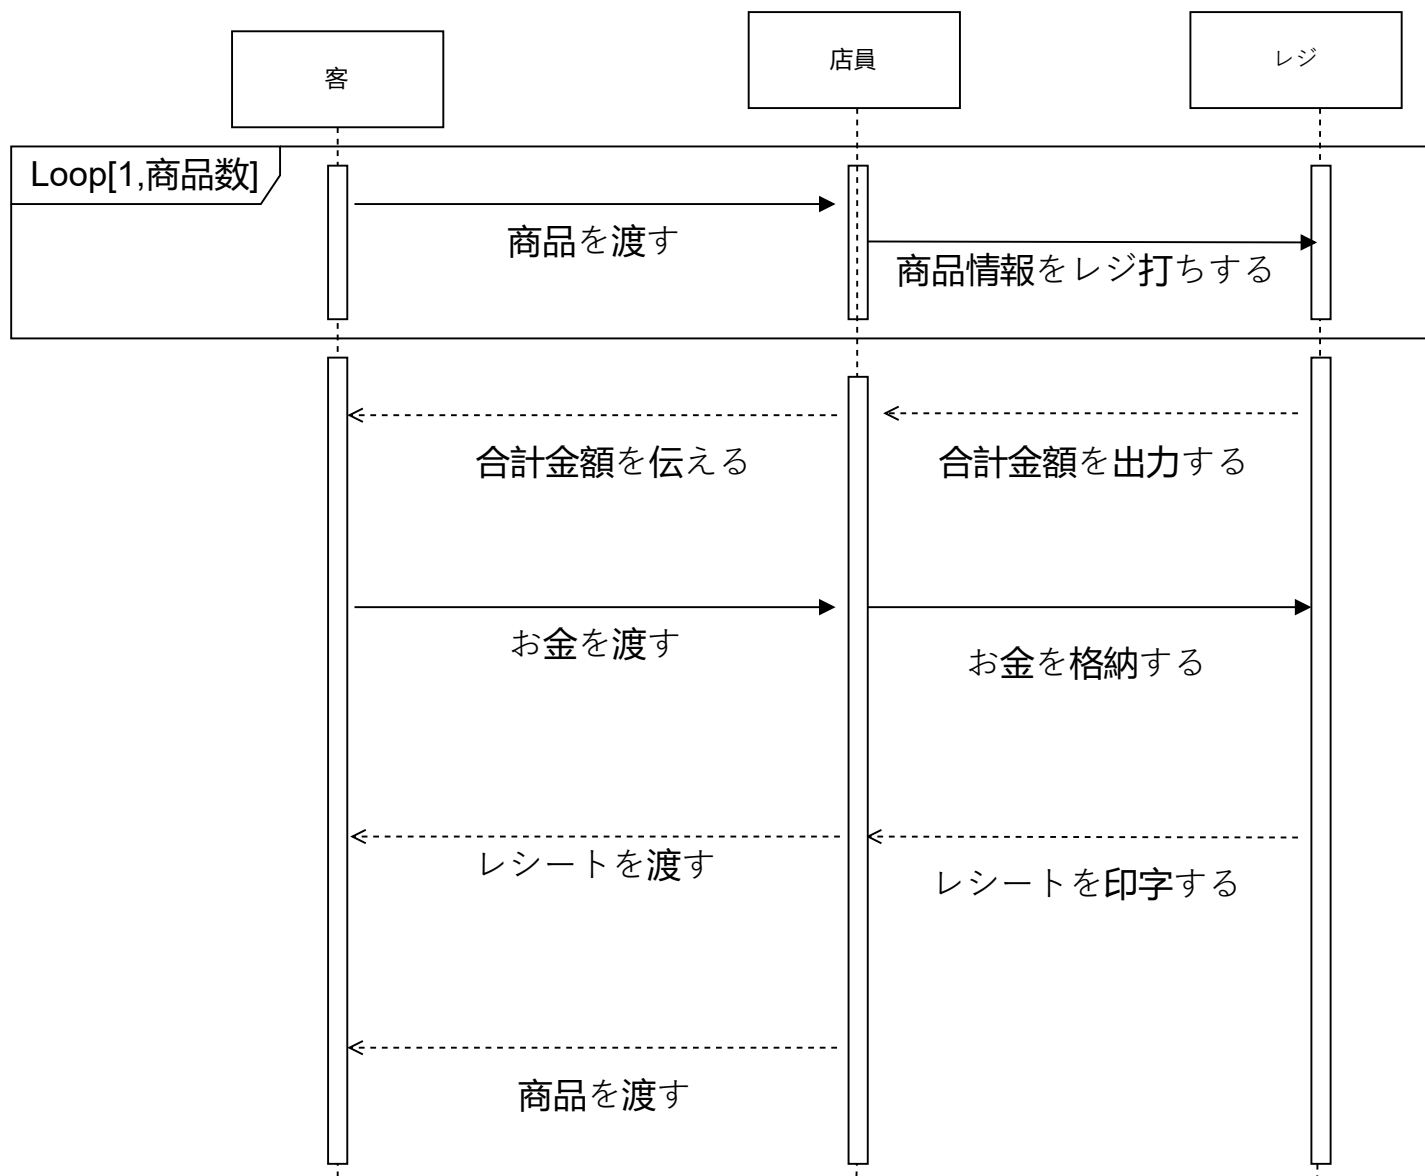 客
店員
レジ
Loop[1,商品数]
商品を渡す
商品情報をレジ打ちする
合計金額を伝える
合計金額を出力する
お金を渡す
お金を格納する
レシートを渡す
レシートを印字する
商品を渡す